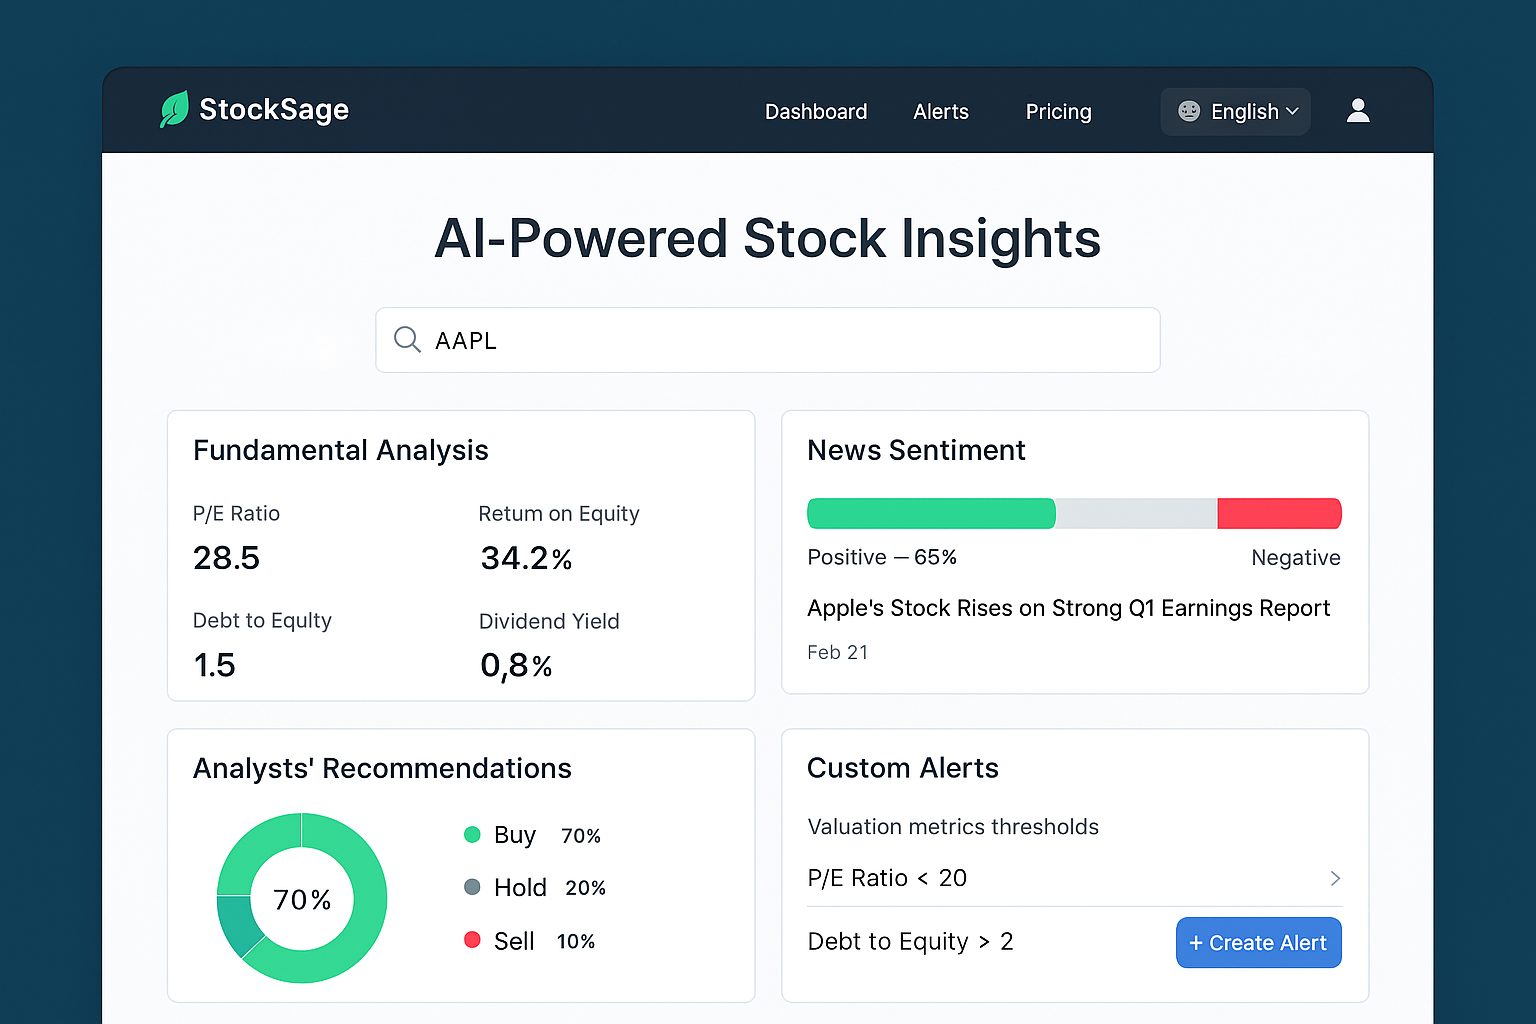 StockSage
Dashboard
Alerts
Pricing
English
AI-Powered Stock Insights
AAPL
Fundamental Analysis
P/E Ratio
28.5
Retum on Equity
34.2%
Debt to Equlty
1.5
Dividend Yield
0,8%
News Sentiment
Positive — 65%
Negative
Apple's Stock Rises on Strong Q1 Earnings Report
Feb 21
Analysts' Recommendations
70%
Buy 70%
Hold 20%
Sell 10%
Custom Alerts
Valuation metrics thresholds
P/E Ratio < 20
Debt to Equity > 2
+ Create Alert